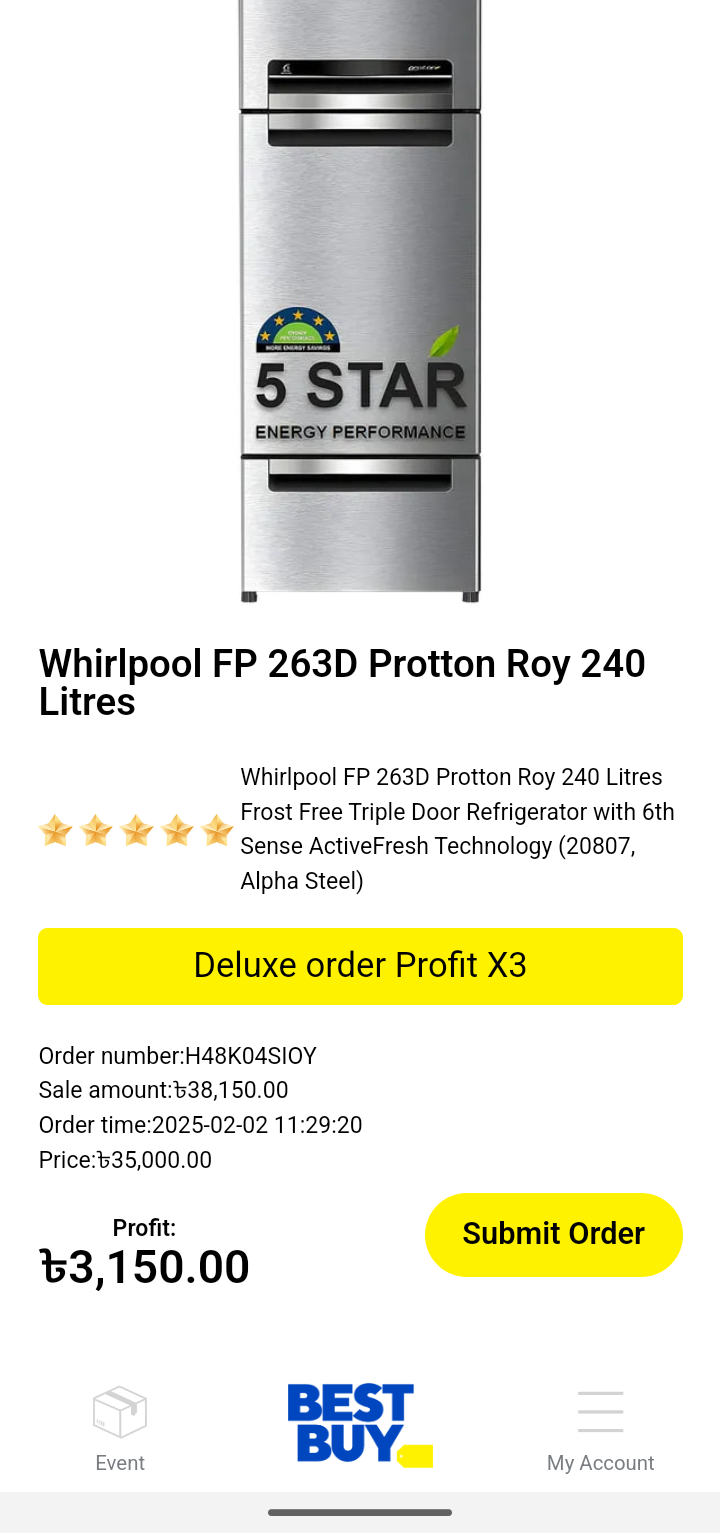 MORE ENERGY SAVINGS
5 STAR
ENERGY PERFORMANCE
Whirlpool FP 263D Protton Roy 240
Litres
Whirlpool FP 263D Protton Roy 240 Litres
Frost Free Triple Door Refrigerator with 6th
Sense ActiveFresh Technology (20807,
Alpha Steel)
Deluxe order Profit X3
Order number:H48K04SIOY
Sale amount:৳38,150.00
Order time:2025-02-02 11:29:20
Price:৳35,000.00
Profit:
৳3,150.00
Submit Order
Event
BEST
BUY
My Account